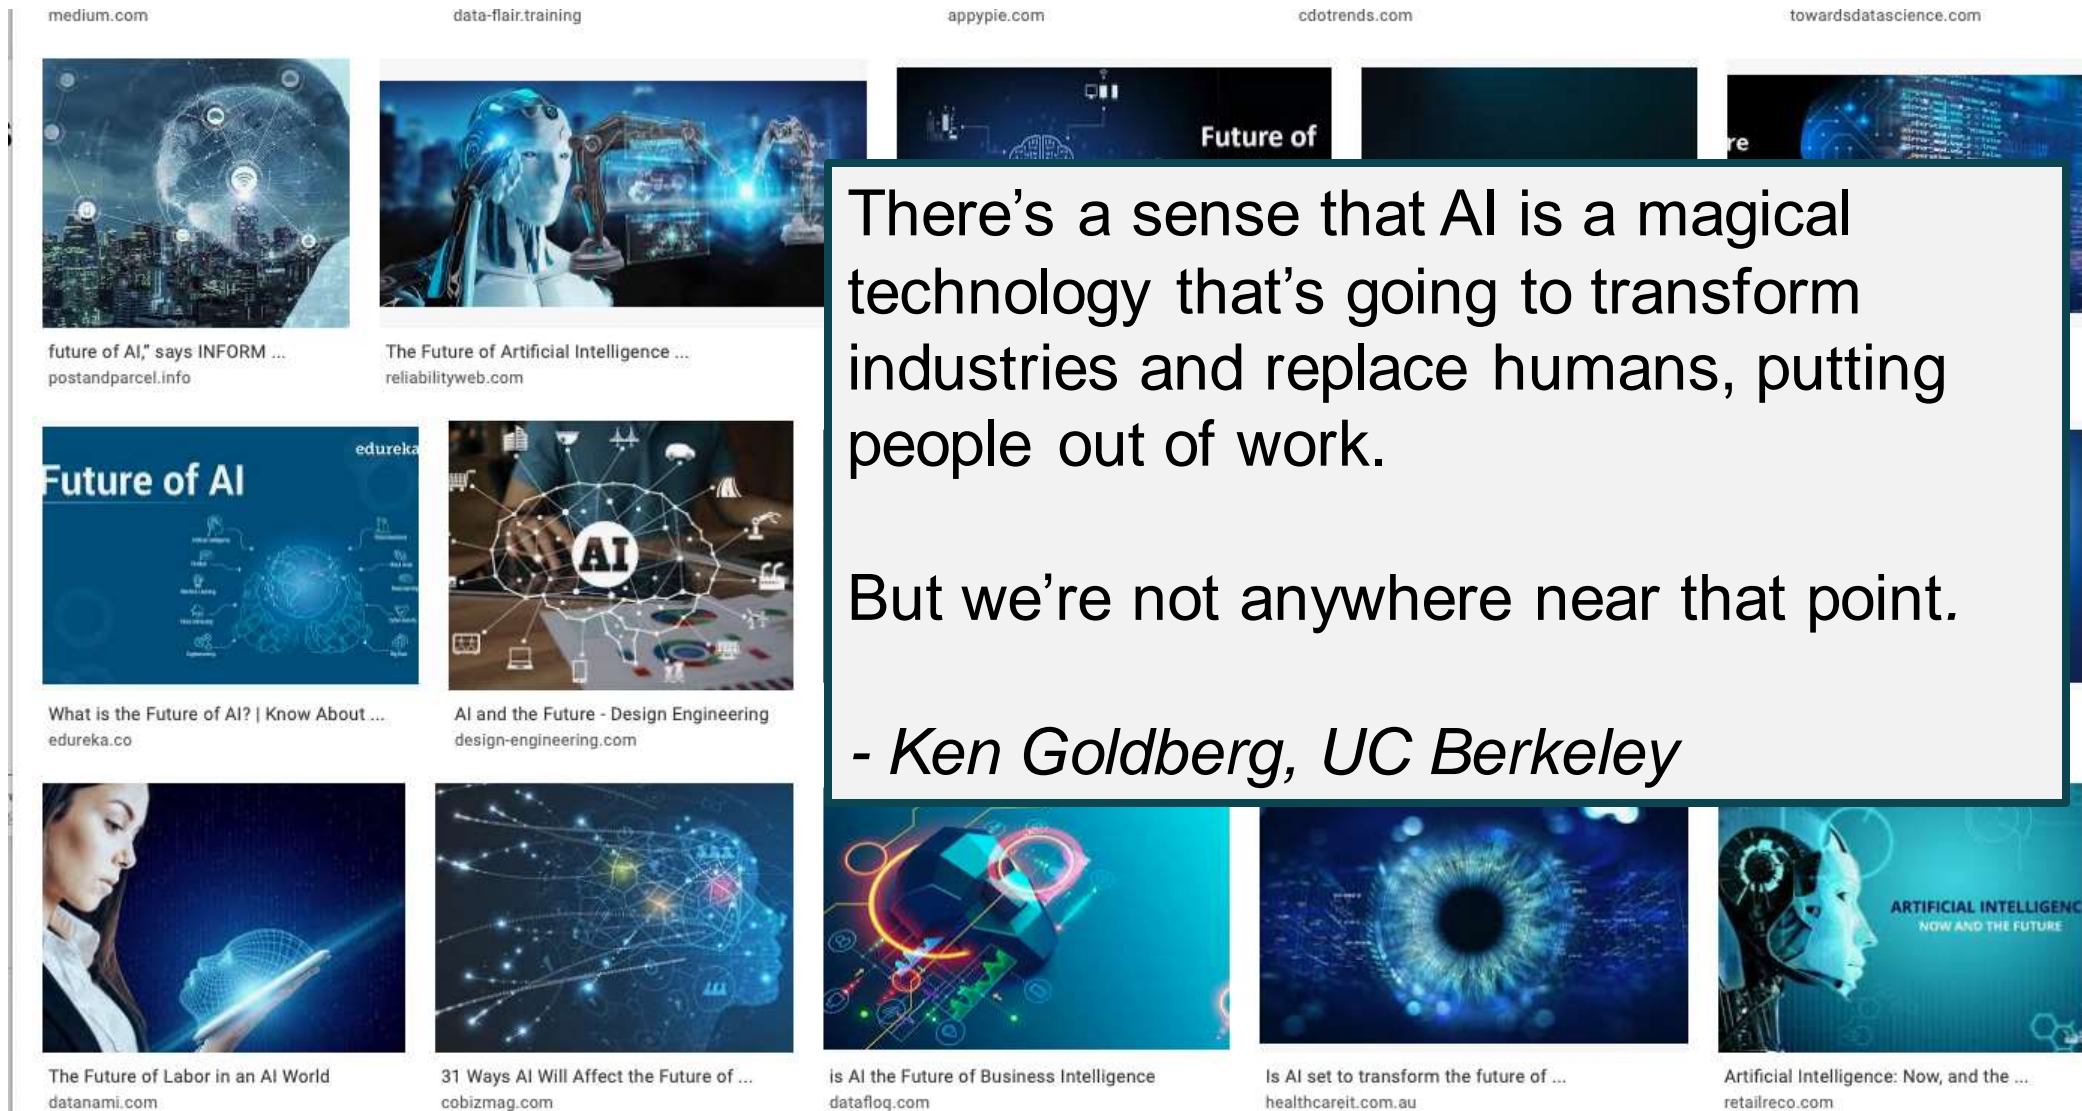 medium.com
data-flair.training
appypie.com
cdotrends.com
towardsdatascience.com
Future of
re
There’s a sense that AI is a magical
technology that’s going to transform
industries and replace humans, putting
people out of work.
But we’re not anywhere near that point.
- Ken Goldberg, UC Berkeley
future of AI,” says INFORM ...
postandparcel.info
The Future of Artificial Intelligence ...
reliabilityweb.com
edureka
Future of AI
AI
What is the Future of AI? | Know About ...
edureka.co
AI and the Future - Design Engineering
design-engineering.com
ARTIFICIAL INTELLIGENC
NOW AND THE FUTURE
The Future of Labor in an AI World
datanami.com
31 Ways AI Will Affect the Future of ...
cobizmag.com
is AI the Future of Business Intelligence
datafloq.com
Is AI set to transform the future of ...
healthcareit.com.au
Artificial Intelligence: Now, and the ...
retailreco.com